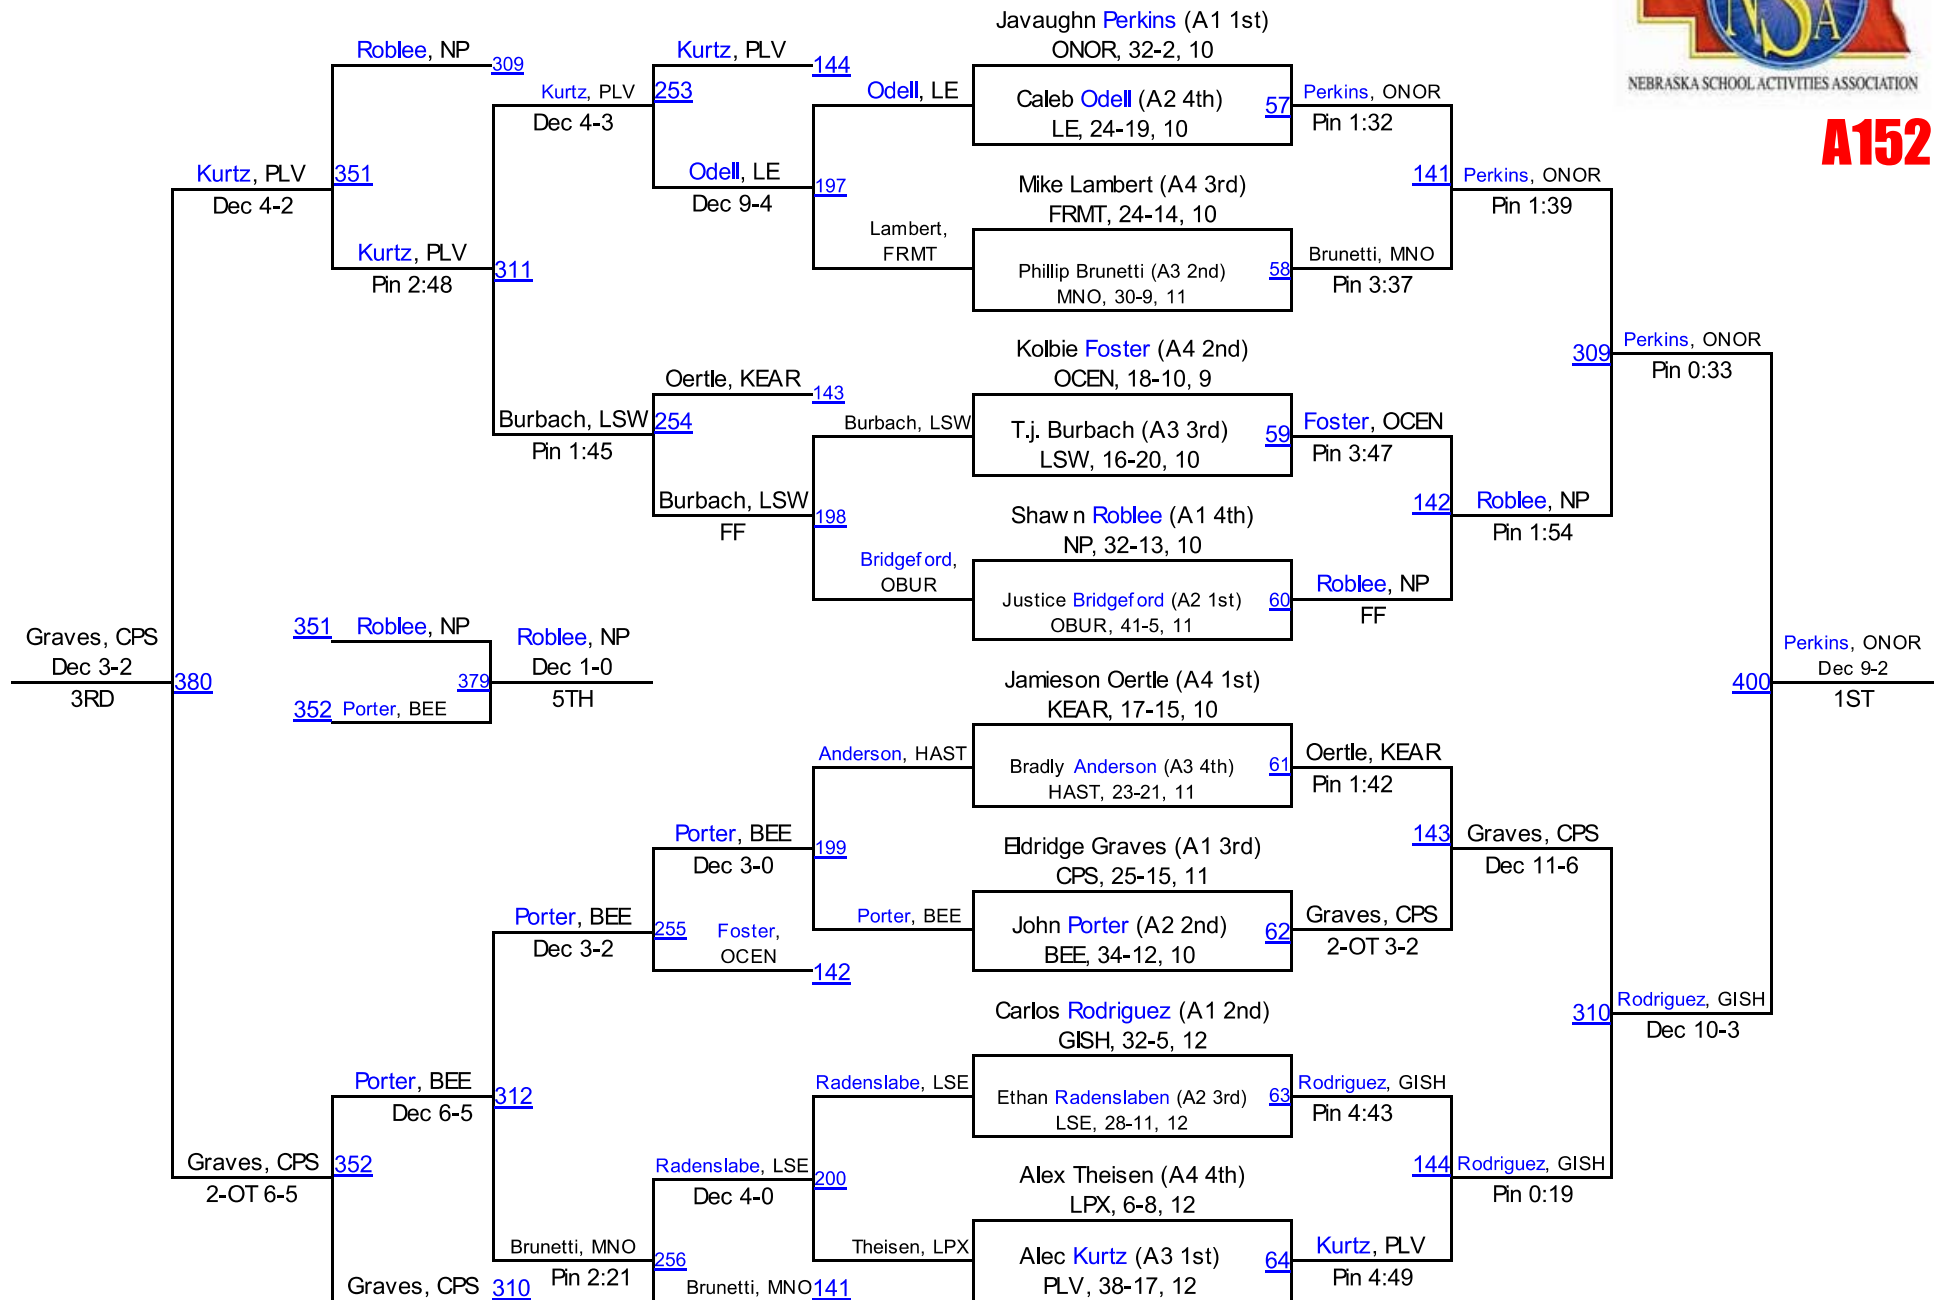 NSA
NEBRASKA SCHOOL ACTIVITIES ASSOCIATION
A152
Javaughn Perkins (A1 1st)
ONOR, 32-2, 10
Caleb Odell (A2 4th)
LE, 24-19, 10
57
Mike Lambert (A4 3rd)
FRMT, 24-14, 10
Phillip Brunetti (A3 2nd)
MNO, 30-9, 11
58
Kolbie Foster (A4 2nd)
OCEN, 18-10, 9
T.j. Burbach (A3 3rd)
LSW, 16-20, 10
59
Shawn Roblee (A1 4th)
NP, 32-13, 10
Justice Bridgeford (A2 1st)
OBUR, 41-5, 11
60
Jamieson Oertle (A4 1st)
KEAR, 17-15, 10
Bradly Anderson (A3 4th)
HAST, 23-21, 11
61
Eldridge Graves (A1 3rd)
CPS, 25-15, 11
John Porter (A2 2nd)
BEE, 34-12, 10
62
Carlos Rodriguez (A1 2nd)
GISH, 32-5, 12
Ethan Radenslaben (A2 3rd)
LSE, 28-11, 12
63
Alex Theisen (A4 4th)
LPX, 6-8, 12
Alec Kurtz (A3 1st)
PLV, 38-17, 12
64
Perkins, ONOR
Pin 1:32
Brunetti, MNO
Pin 3:37
141
Foster, OCEN
Pin 3:47
Roblee, NP
FF
142
Oertle, KEAR
Pin 1:42
Graves, CPS
2-OT 3-2
143
Rodriguez, GISH
Pin 4:43
Kurtz, PLV
Pin 4:49
144
Perkins, ONOR
Pin 1:39
Roblee, NP
Pin 1:54
309
Graves, CPS
Dec 11-6
Rodriguez, GISH
Pin 0:19
310
Perkins, ONOR
Pin 0:33
Rodriguez, GISH
Dec 10-3
400
Perkins, ONOR
Dec 9-2
1ST
Odell, LE
Lambert,
FRMT
197
Burbach, LSW
Bridgeford,
OBUR
198
Anderson, HAST
Porter, BEE
199
Radenslabe, LSE
Theisen, LPX
200
Kurtz, PLV
144
Odell, LE
Dec 9-4
253
Oertle, KEAR
143
Burbach, LSW
FF
254
Porter, BEE
Dec 3-0
Foster,
OCEN
142
255
Radenslabe, LSE
Dec 4-0
Brunetti, MNO
141
256
Kurtz, PLV
Dec 4-3
Burbach, LSW
Pin 1:45
311
Porter, BEE
Dec 3-2
Brunetti, MNO
Pin 2:21
312
Roblee, NP
309
Kurtz, PLV
Pin 2:48
351
Porter, BEE
Dec 6-5
Graves, CPS
310
352
Kurtz, PLV
Dec 4-2
Graves, CPS
2-OT 6-5
380
Graves, CPS
Dec 3-2
3RD
351
Roblee, NP
352
Porter, BEE
379
Roblee, NP
Dec 1-0
5TH